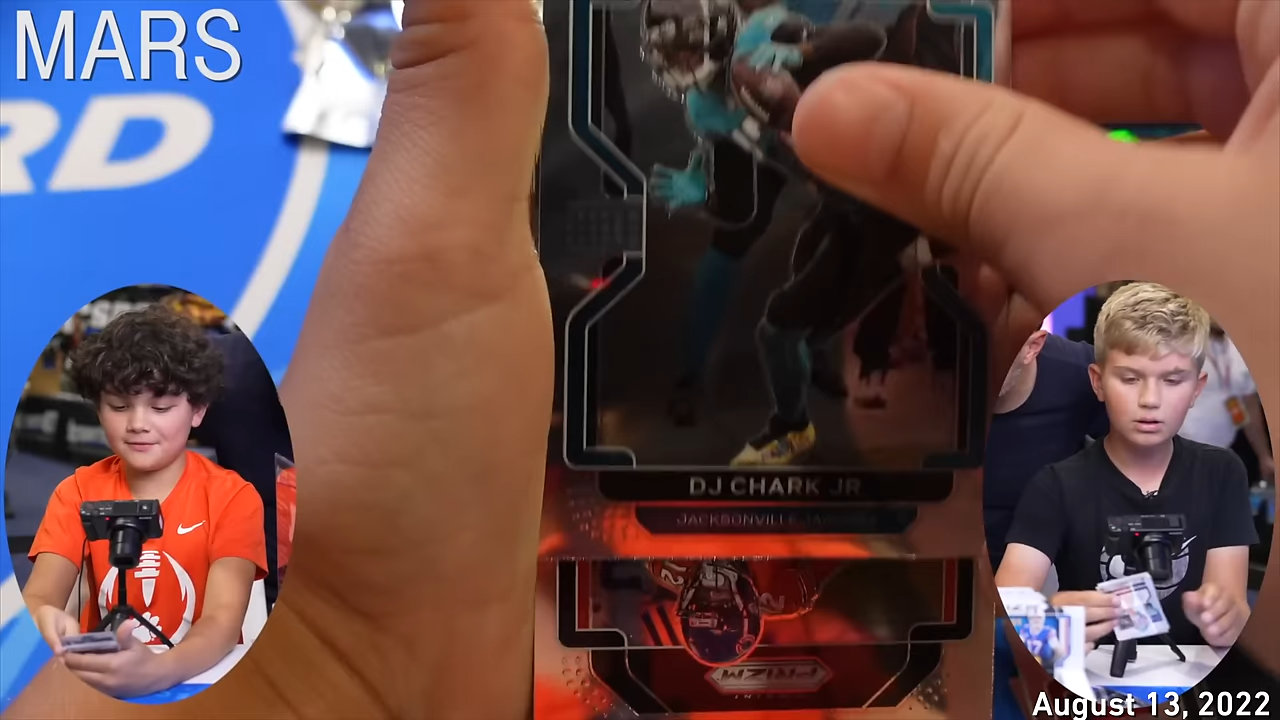 MARS
RD
DJ CHARK JR
JACKSONVILLE
PRIZM
August 13, 2022